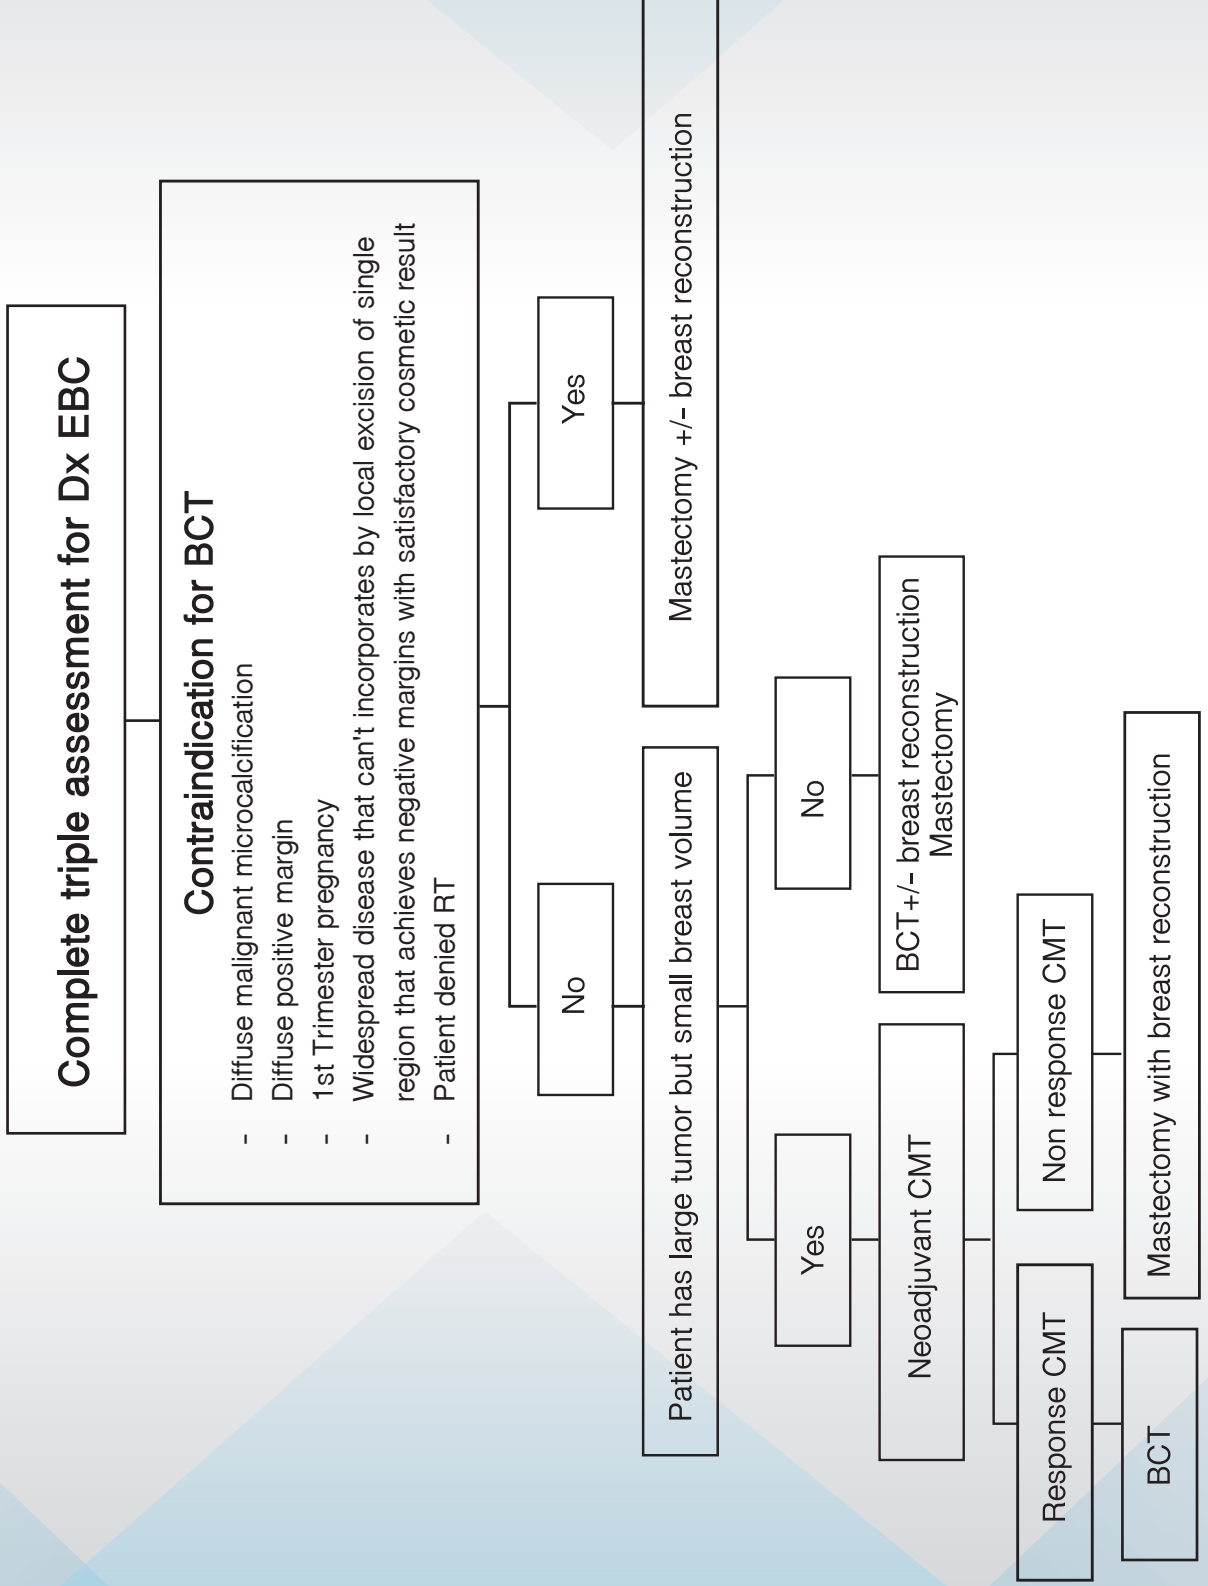 Complete triple assessment for Dx EBC
Contraindication for BCT
- Diffuse malignant microcalcification
- Diffuse positive margin
- 1st Trimester pregnancy
- Widespread disease that can't incorporates by local excision of single
region that achieves negative margins with satisfactory cosmetic result
- Patient denied RT
No
Yes
Patient has large tumor but small breast volume
Mastectomy +/- breast reconstruction
Yes
No
Neoadjuvant CMT
BCT+/- breast reconstruction
Mastectomy
Response CMT
Non response CMT
BCT
Mastectomy with breast reconstruction